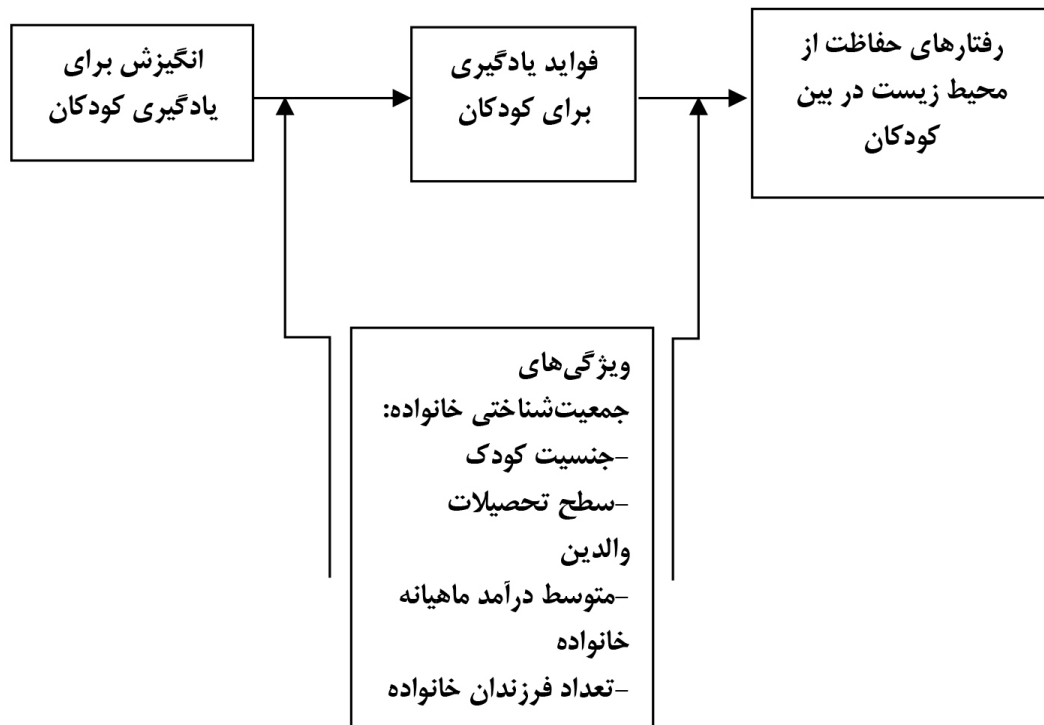 انگیزش برای
یادگیری کودکان
فواید یادگیری
برای کودکان
رفتارهای حفاظت از
محیط زیست در بین
کودکان
ویژگی‌های
جمعیت‌شناختی خانواده:
-جنسیت کودک
-سطح تحصیلات
والدین
-متوسط درآمد ماهیانه
خانواده
-تعداد فرزندان خانواده